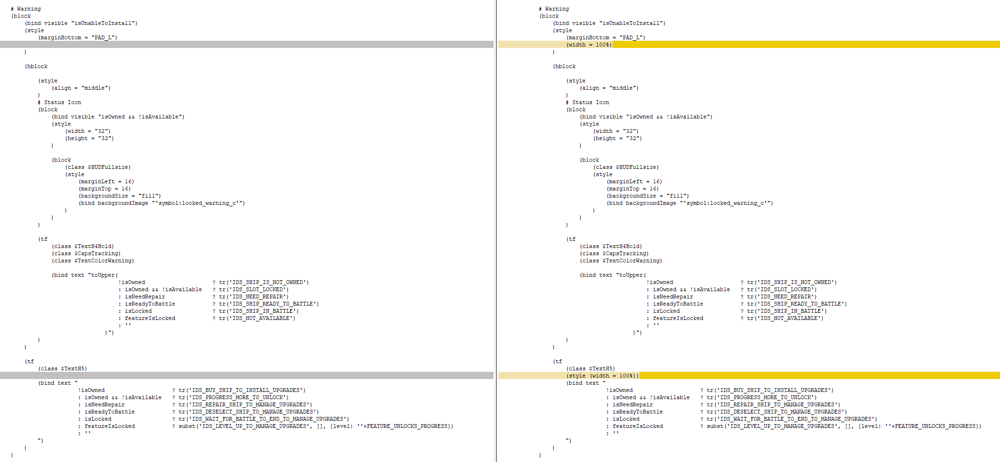 # Warning
(block
(bind visible "isUnableToInstall")
(style
(marginBottom = "PAD_L")
)
(hblock
(style
(align = "middle")
)
# Status Icon
(block
(bind visible "isOwned && !isAvailable")
(style
(width = "32")
(height = "32")
)
(block
(class $HUDFullsize)
(style
(marginLeft = 16)
(marginTop = 16)
(backgroundSize = "fill")
(bind backgroundImage "'symbol:locked_warning_c'")
)
)
)
(tf
(class $TextH4Bold)
(class $CapsTracking)
(class $TextColorWarning)
(bind text "toUpper(
!isOwned ? tr('IDS_SHIP_IS_NOT_OWNED')
: isOwned && !isAvailable ? tr('IDS_SLOT_LOCKED')
: isNeedRepair ? tr('IDS_NEED_REPAIR')
: isReadyToBattle ? tr('IDS_SHIP_READY_TO_BATTLE')
: isLocked ? tr('IDS_SHIP_IN_BATTLE')
: featureIsLocked ? tr('IDS_NOT_AVAILABLE')
: ''
)")
)
)
(tf
(class $TextH5)
(bind text "
!isOwned ? tr('IDS_BUY_SHIP_TO_INSTALL_UPGRADES')
: isOwned && !isAvailable ? tr('IDS_PROGRESS_MORE_TO_UNLOCK')
: isNeedRepair ? tr('IDS_REPAIR_SHIP_TO_MANAGE_UPGRADES')
: isReadyToBattle ? tr('IDS_DESELECT_SHIP_TO_MANAGE_UPGRADES')
: isLocked ? tr('IDS_WAIT_FOR_BATTLE_TO_END_TO_MANAGE_UPGRADES')
: featureIsLocked ? subst('IDS_LEVEL_UP_TO_MANAGE_UPGRADES', [], {level: ''+FEATURE_UNLOCKS_PROGRESS})
: ''
")
)
)
# Warning
(block
(bind visible "isUnableToInstall")
(style
(marginBottom = "PAD_L")
(width = 100%)
)
(hblock
(style
(align = "middle")
)
# Status Icon
(block
(bind visible "isOwned && !isAvailable")
(style
(width = "32")
(height = "32")
)
(block
(class $HUDFullsize)
(style
(marginLeft = 16)
(marginTop = 16)
(backgroundSize = "fill")
(bind backgroundImage "'symbol:locked_warning_c'")
)
)
)
(tf
(class $TextH4Bold)
(class $CapsTracking)
(class $TextColorWarning)
(bind text "toUpper(
!isOwned ? tr('IDS_SHIP_IS_NOT_OWNED')
: isOwned && !isAvailable ? tr('IDS_SLOT_LOCKED')
: isNeedRepair ? tr('IDS_NEED_REPAIR')
: isReadyToBattle ? tr('IDS_SHIP_READY_TO_BATTLE')
: isLocked ? tr('IDS_SHIP_IN_BATTLE')
: featureIsLocked ? tr('IDS_NOT_AVAILABLE')
: ''
)")
)
)
(tf
(class $TextH5)
(style (width = 100%))
(bind text "
!isOwned ? tr('IDS_BUY_SHIP_TO_INSTALL_UPGRADES')
: isOwned && !isAvailable ? tr('IDS_PROGRESS_MORE_TO_UNLOCK')
: isNeedRepair ? tr('IDS_REPAIR_SHIP_TO_MANAGE_UPGRADES')
: isReadyToBattle ? tr('IDS_DESELECT_SHIP_TO_MANAGE_UPGRADES')
: isLocked ? tr('IDS_WAIT_FOR_BATTLE_TO_END_TO_MANAGE_UPGRADES')
: featureIsLocked ? subst('IDS_LEVEL_UP_TO_MANAGE_UPGRADES', [], {level: ''+FEATURE_UNLOCKS_PROGRESS})
: ''
")
)
)